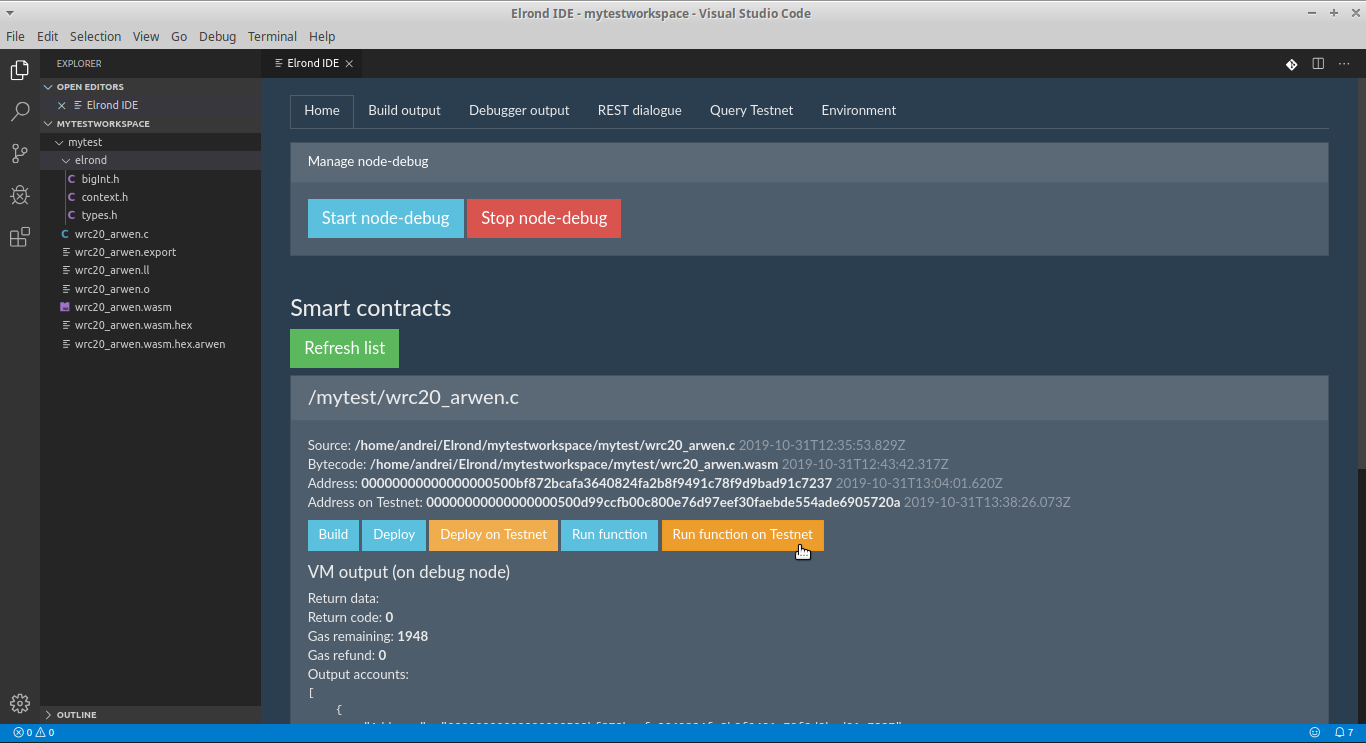 Elrond IDE - mytestworkspace - Visual Studio Code
File Edit Selection View Go Debug Terminal Help
EXPLORER
OPEN EDITORS
Elrond IDE
MYTESTWORKSPACE
mytest
elrond
C bigInt.h
C context.h
C types.h
C wrc20_arwen.c
wrc20_arwen.export
wrc20_arwen.ll
wrc20_arwen.o
wrc20_arwen.wasm
wrc20_arwen.wasm.hex
wrc20_arwen.wasm.hex.arwen
OUTLINE
Elrond IDE
Home Build output Debugger output REST dialogue Query Testnet Environment
Manage node-debug
Start node-debug Stop node-debug
Smart contracts
Refresh list
/mytest/wrc20_arwen.c
Source: /home/andrei/Elrond/mytestworkspace/mytest/wrc20_arwen.c 2019-10-31T12:35:53.829Z
Bytecode: /home/andrei/Elrond/mytestworkspace/mytest/wrc20_arwen.wasm 2019-10-31T12:43:42.317Z
Address: 00000000000000000500bf872bcafa3640824fa2b8f9491c78f9d9bad91c7237 2019-10-31T13:04:01.620Z
Address on Testnet: 00000000000000000500d99ccfb00c800e76d97eef30faebde554ade6905720a 2019-10-31T13:38:26.073Z
Build Deploy Deploy on Testnet Run function Run function on Testnet
VM output (on debug node)
Return data:
Return code: 0
Gas remaining: 1948
Gas refund: 0
Output accounts:
[
{
0 0
7